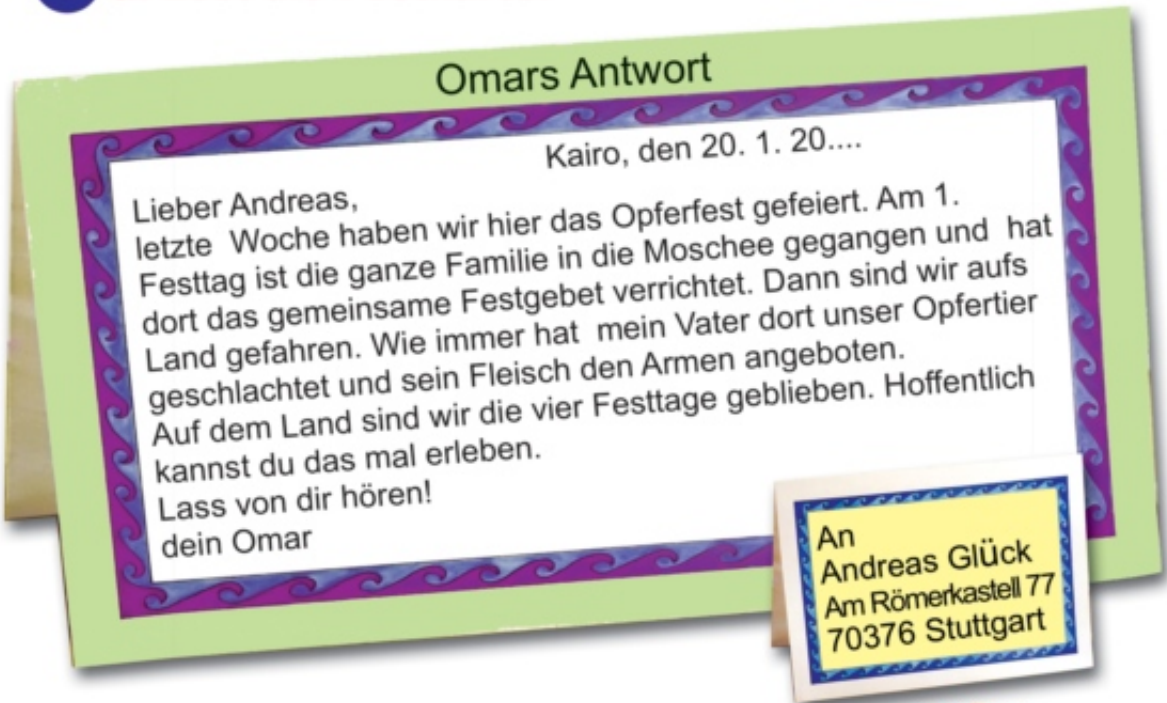 Omars Antwort
Kairo, den 20. 1. 20....
Lieber Andreas,
letzte Woche haben wir hier das Opferfest gefeiert. Am 1.
Festtag ist die ganze Familie in die Moschee gegangen und hat
dort das gemeinsame Festgebet verrichtet. Dann sind wir aufs
Land gefahren. Wie immer hat mein Vater dort unser Opfertier
geschlachtet und sein Fleisch den Armen angeboten.
Auf dem Land sind wir die vier Festtage geblieben. Hoffentlich
kannst du das mal erleben.
Lass von dir hören!
dein Omar
An
Andreas Glück
Am Römerkastell 77
70376 Stuttgart